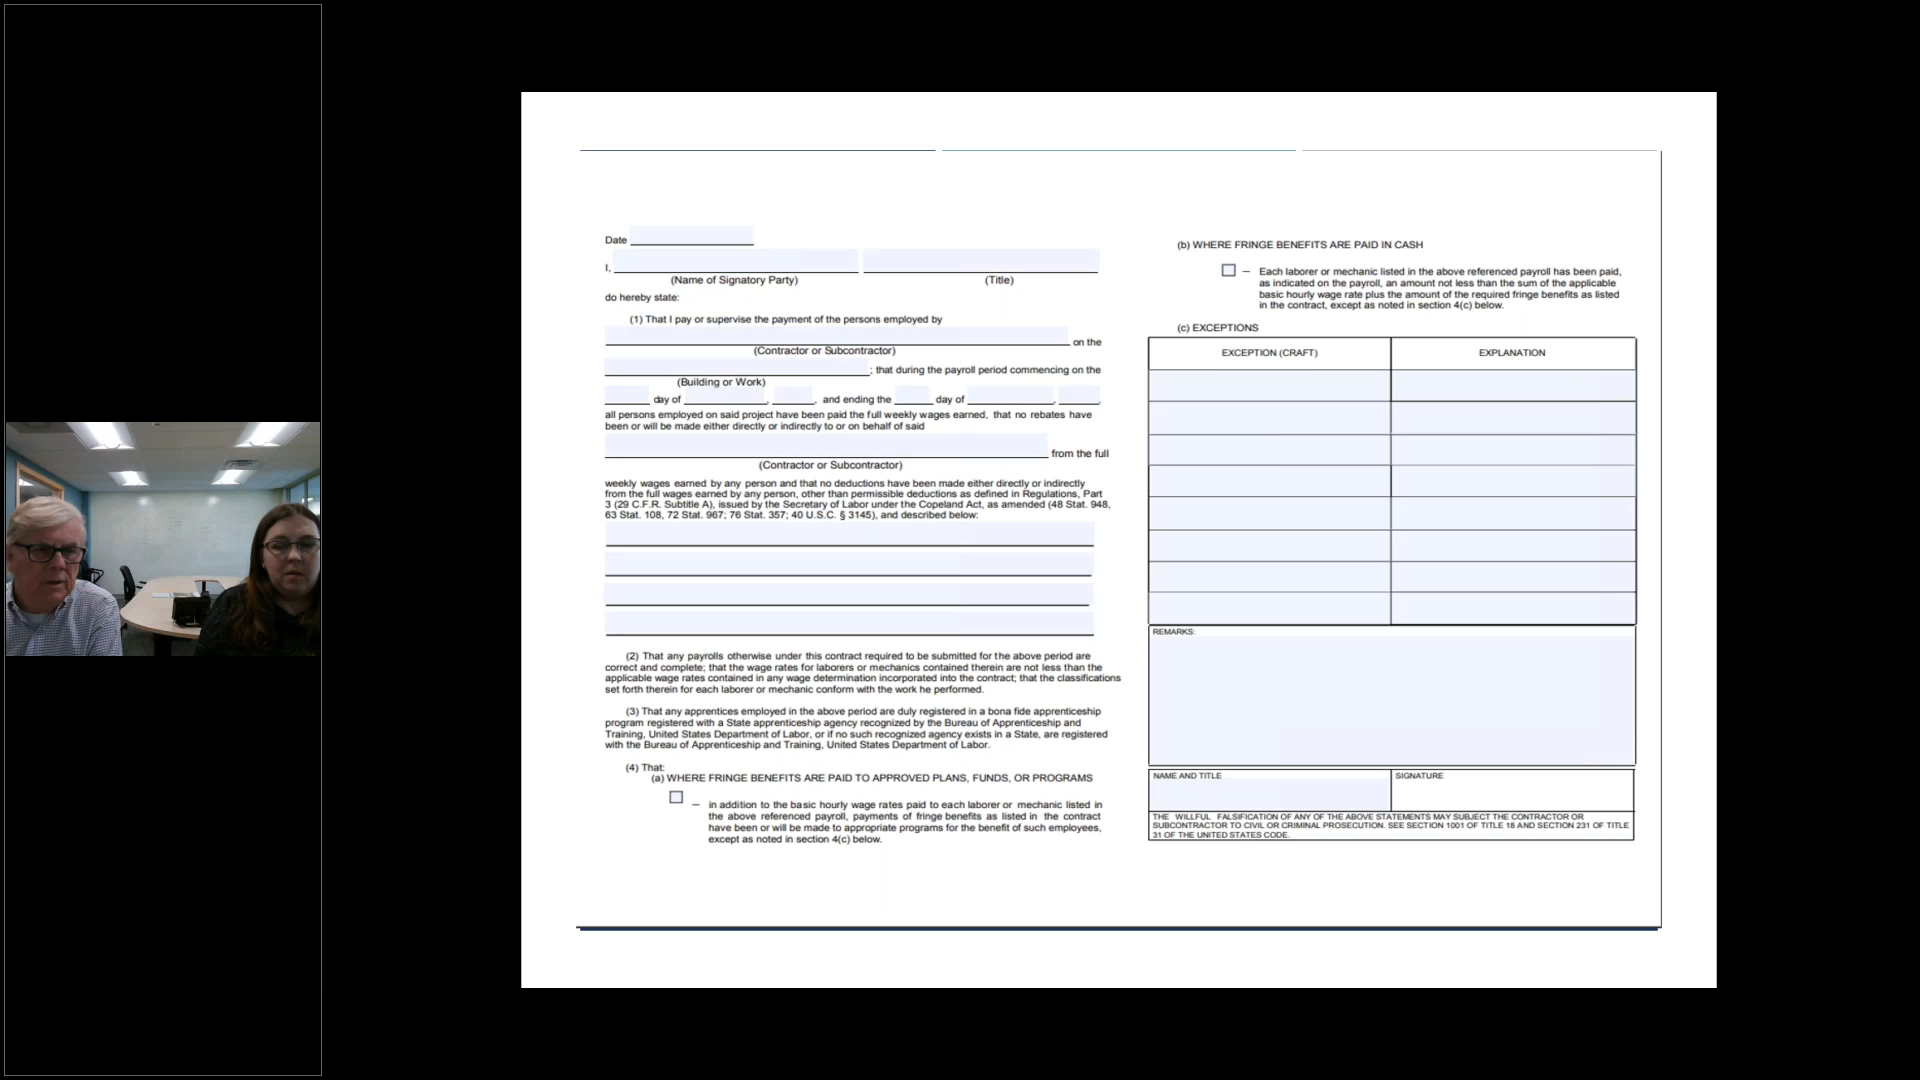 Date
I,
(Name of Signatory Party) (Title)
do hereby state:
(1) That I pay or supervise the payment of the persons employed by
on the
(Contractor or Subcontractor)
; that during the payroll period commencing on the
(Building or Work)
day of , , and ending the day of , ,
all persons employed on said project have been paid the full weekly wages earned, that no rebates have
been or will be made either directly or indirectly to or on behalf of said
from the full
(Contractor or Subcontractor)
weekly wages earned by any person and that no deductions have been made either directly or indirectly
from the full wages earned by any person, other than permissible deductions as defined in Regulations, Part
3 (29 C.F.R. Subtitle A), issued by the Secretary of Labor under the Copeland Act, as amended (48 Stat. 948,
63 Stat. 108, 72 Stat. 967; 76 Stat. 357; 40 U.S.C. § 3145), and described below:
(2) That any payrolls otherwise under this contract required to be submitted for the above period are
correct and complete; that the wage rates for laborers or mechanics contained therein are not less than the
applicable wage rates contained in any wage determination incorporated into the contract; that the classifications
set forth therein for each laborer or mechanic conform with the work he performed.
(3) That any apprentices employed in the above period are duly registered in a bona fide apprenticeship
program registered with a State apprenticeship agency recognized by the Bureau of Apprenticeship and
Training, United States Department of Labor, or if no such recognized agency exists in a State, are registered
with the Bureau of Apprenticeship and Training, United States Department of Labor.
(4) That:
(a) WHERE FRINGE BENEFITS ARE PAID TO APPROVED PLANS, FUNDS, OR PROGRAMS
– in addition to the basic hourly wage rates paid to each laborer or mechanic listed in
the above referenced payroll, payments of fringe benefits as listed in the contract
have been or will be made to appropriate programs for the benefit of such employees,
except as noted in section 4(c) below.
(b) WHERE FRINGE BENEFITS ARE PAID IN CASH
– Each laborer or mechanic listed in the above referenced payroll has been paid,
as indicated on the payroll, an amount not less than the sum of the applicable
basic hourly wage rate plus the amount of the required fringe benefits as listed
in the contract, except as noted in section 4(c) below.
(c) EXCEPTIONS
EXCEPTION (CRAFT) EXPLANATION
REMARKS:
NAME AND TITLE SIGNATURE
THE WILLFUL FALSIFICATION OF ANY OF THE ABOVE STATEMENTS MAY SUBJECT THE CONTRACTOR OR
SUBCONTRACTOR TO CIVIL OR CRIMINAL PROSECUTION. SEE SECTION 1001 OF TITLE 18 AND SECTION 231 OF TITLE
31 OF THE UNITED STATES CODE.